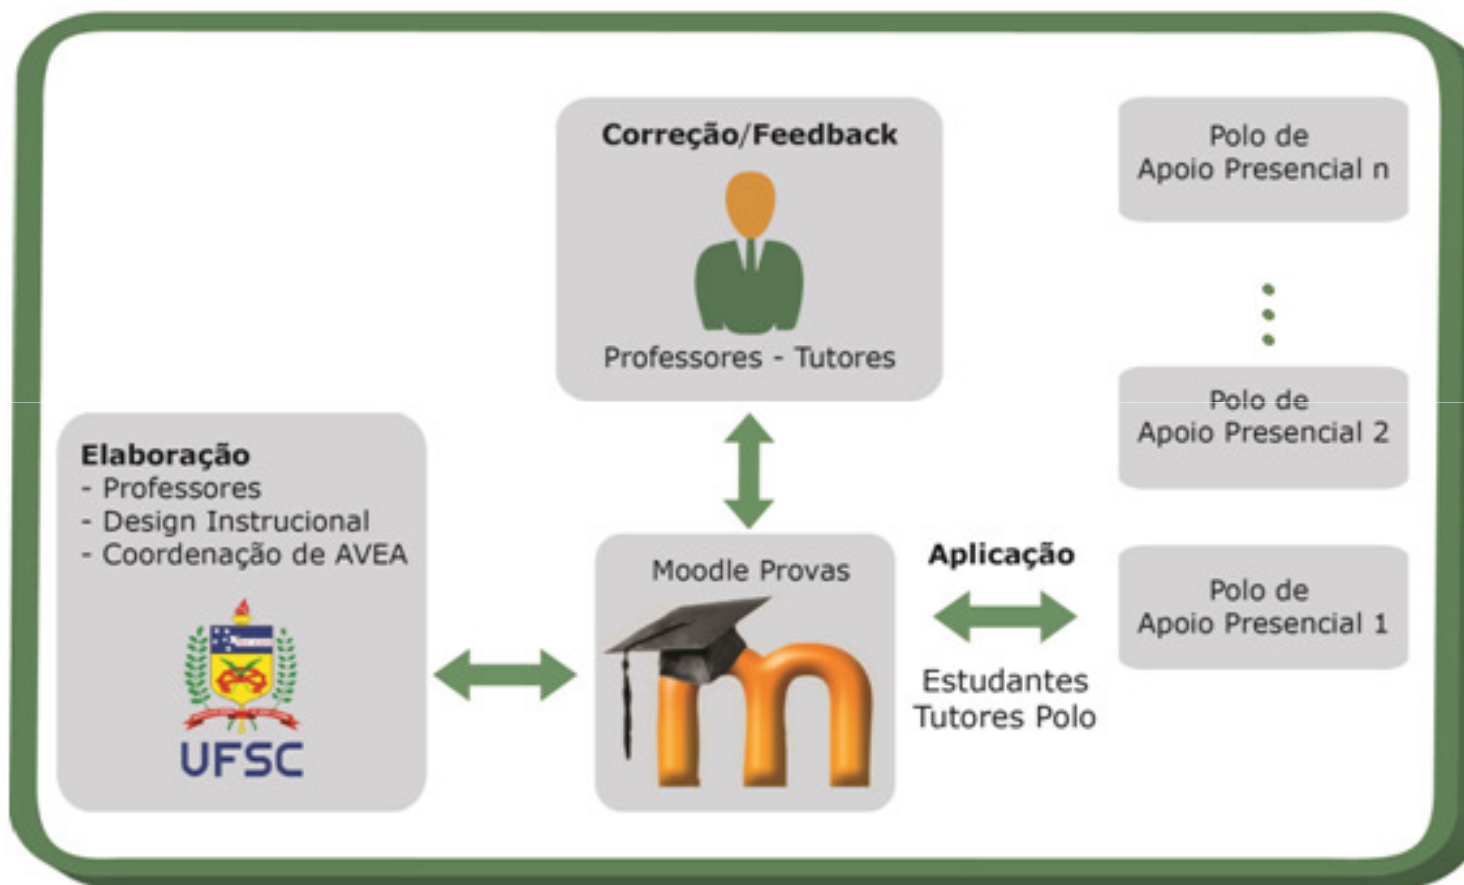 Correção/Feedback
Professores - Tutores
Polo de
Apoio Presencial n
Polo de
Apoio Presencial 2
Elaboração
- Professores
- Design Instrucional
- Coordenação de AVEA
UFSC
Moodle Provas
m
Aplicação
Estudantes
Tutores Polo
Polo de
Apoio Presencial 1